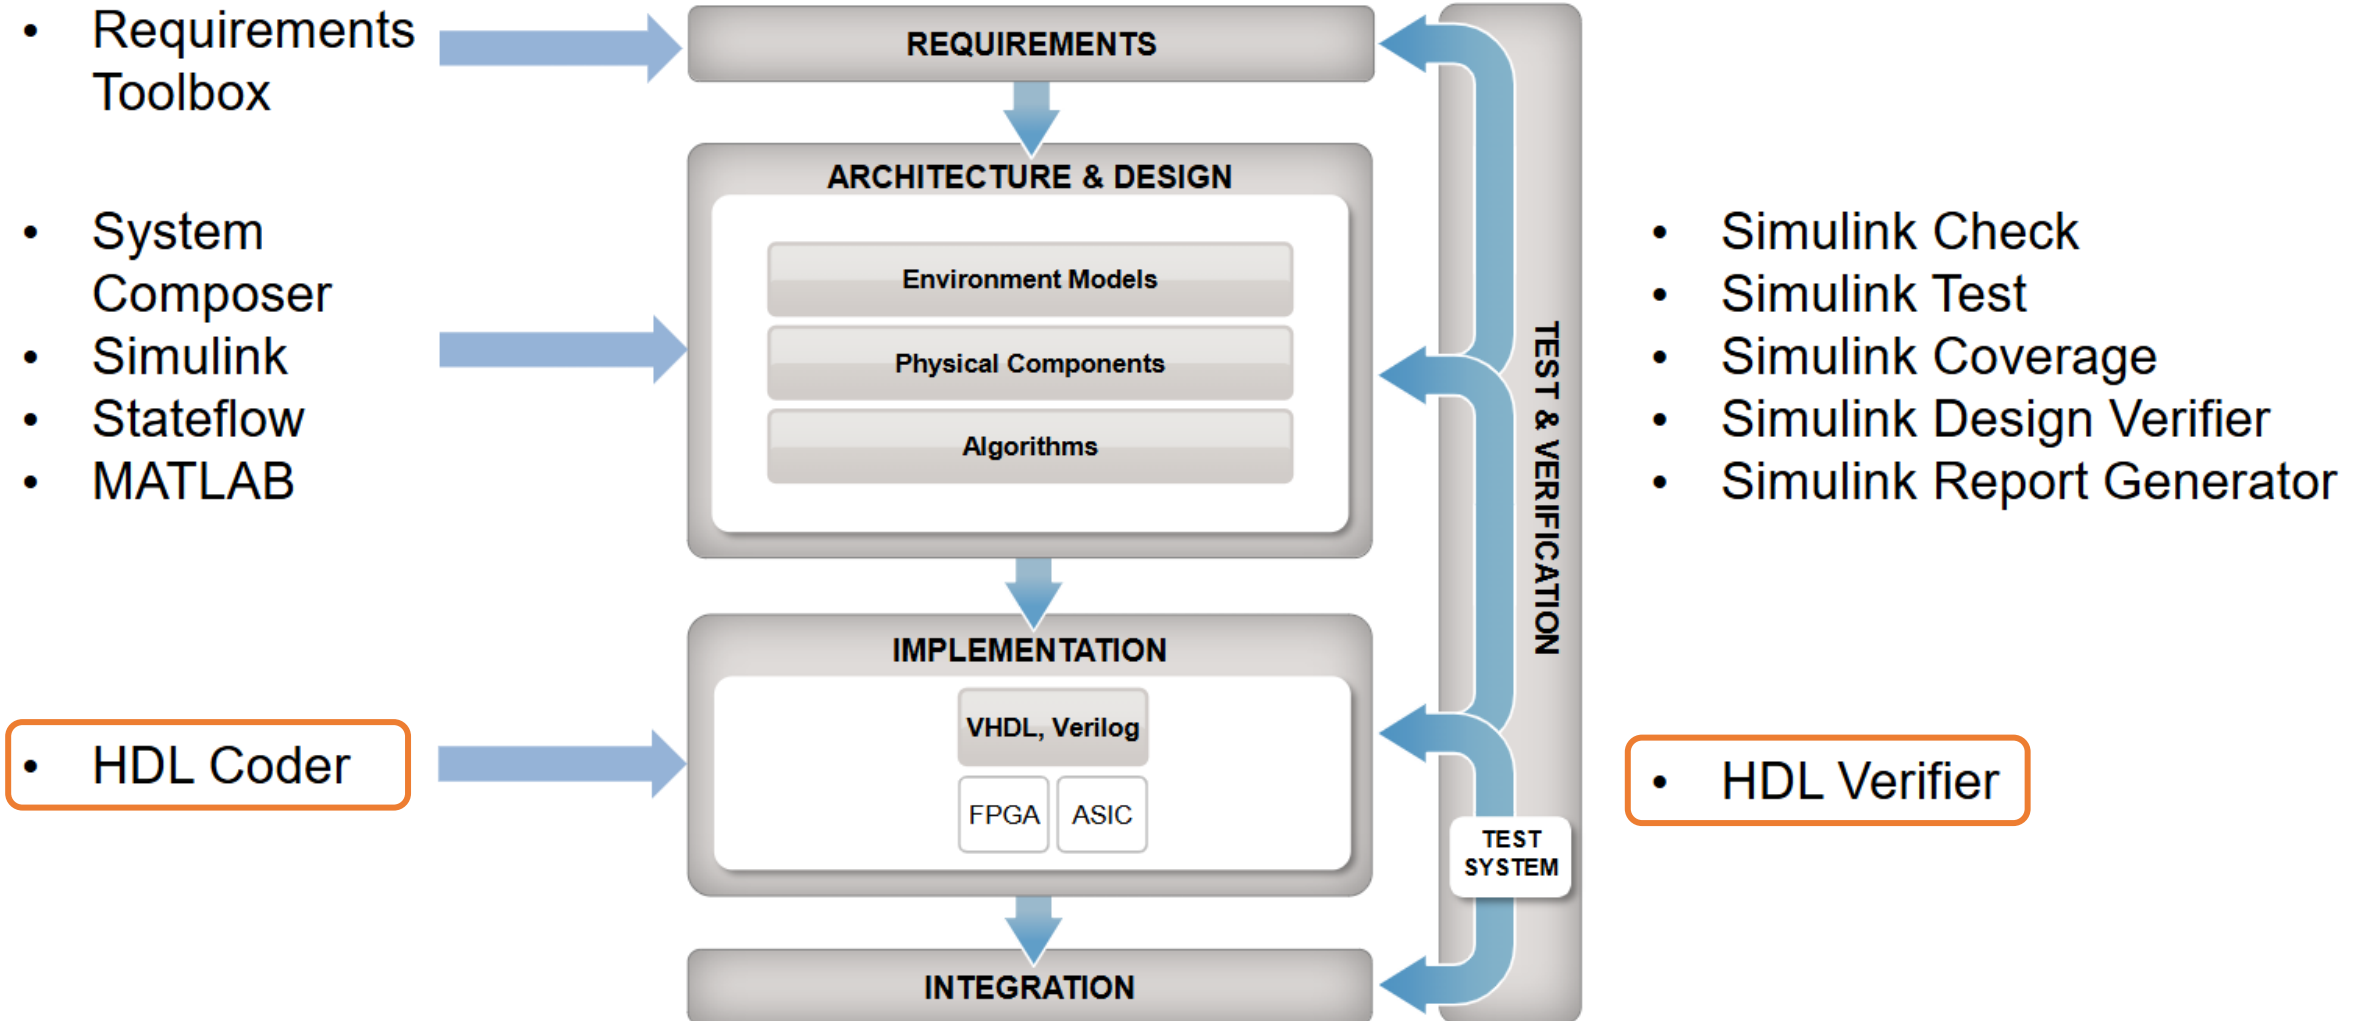 • Requirements
Toolbox
• System
Composer
• Simulink
• Stateflow
• MATLAB
• HDL Coder
REQUIREMENTS
ARCHITECTURE & DESIGN
Environment Models
Physical Components
Algorithms
IMPLEMENTATION
VHDL, Verilog
FPGA
ASIC
INTEGRATION
TEST & VERIFICATION
TEST
SYSTEM
• Simulink Check
• Simulink Test
• Simulink Coverage
• Simulink Design Verifier
• Simulink Report Generator
• HDL Verifier